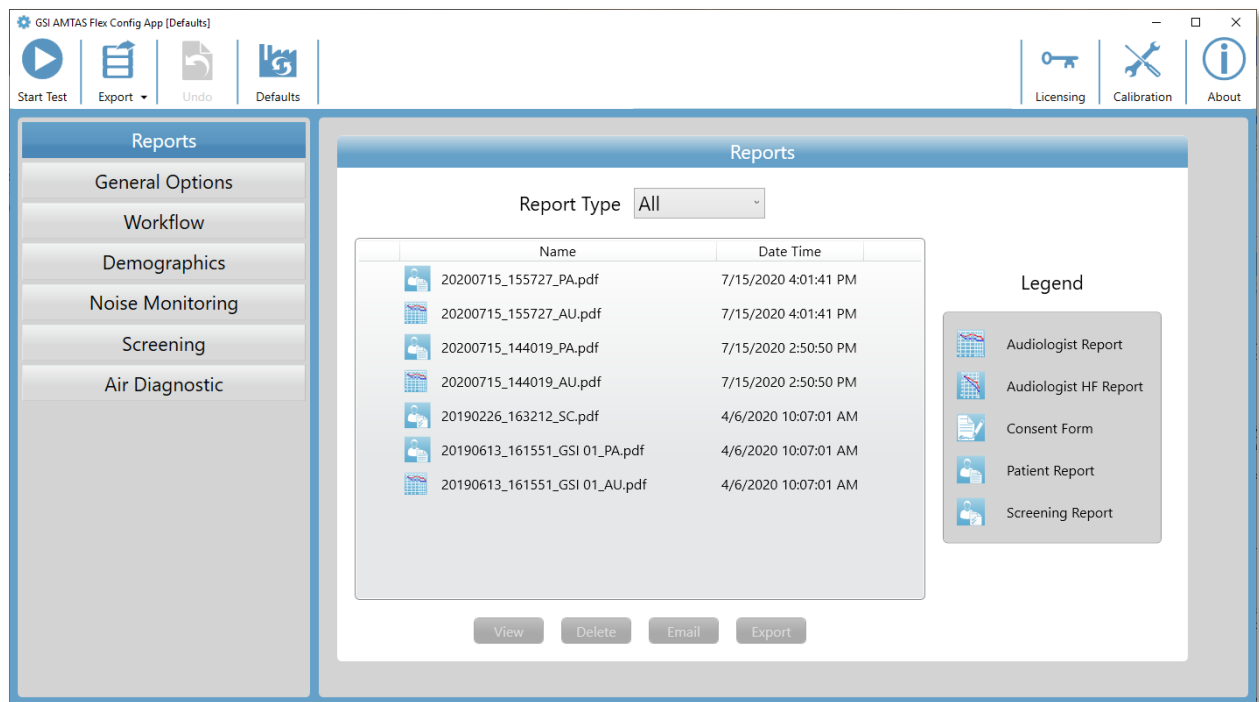 GSI AMTAS Flex Config App [Defaults]
Start Test
Export
Undo
Defaults
Licensing
Calibration
About
Reports
General Options
Workflow
Demographics
Noise Monitoring
Screening
Air Diagnostic
Reports
Report Type All
Name Date Time
20200715_155727_PA.pdf 7/15/2020 4:01:41 PM
20200715_155727_AU.pdf 7/15/2020 4:01:41 PM
20200715_144019_PA.pdf 7/15/2020 2:50:50 PM
20200715_144019_AU.pdf 7/15/2020 2:50:50 PM
20190226_163212_SC.pdf 4/6/2020 10:07:01 AM
20190613_161551_GSI 01_PA.pdf 4/6/2020 10:07:01 AM
20190613_161551_GSI 01_AU.pdf 4/6/2020 10:07:01 AM
Legend
Audiologist Report
Audiologist HF Report
Consent Form
Patient Report
Screening Report
View Delete Email Export